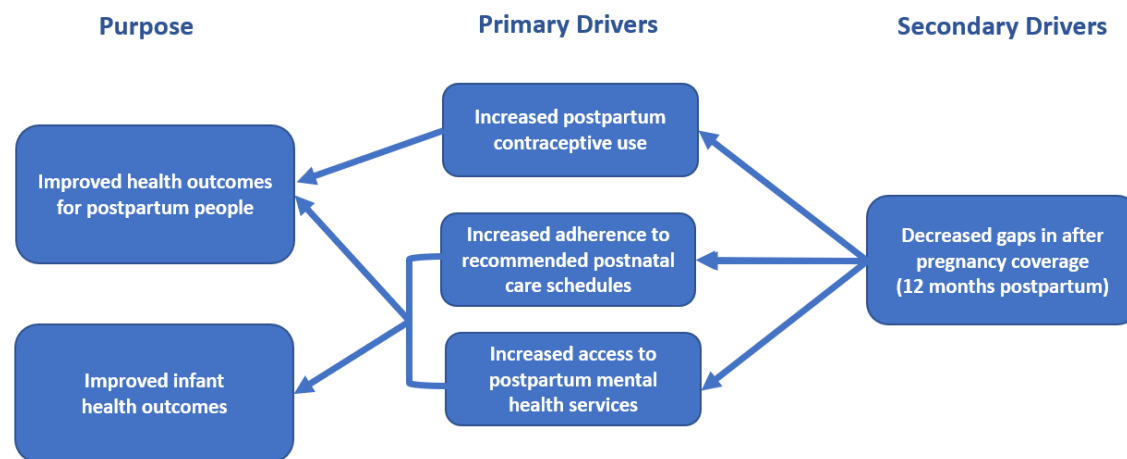 Purpose
Primary Drivers
Secondary Drivers
Increased postpartum
contraceptive use
Improved health outcomes
for postpartum people
Increased adherence to
recommended postnatal
care schedules
Decreased gaps in after
pregnancy coverage
(12 months postpartum)
Improved infant
health outcomes
Increased access to
postpartum mental
health services